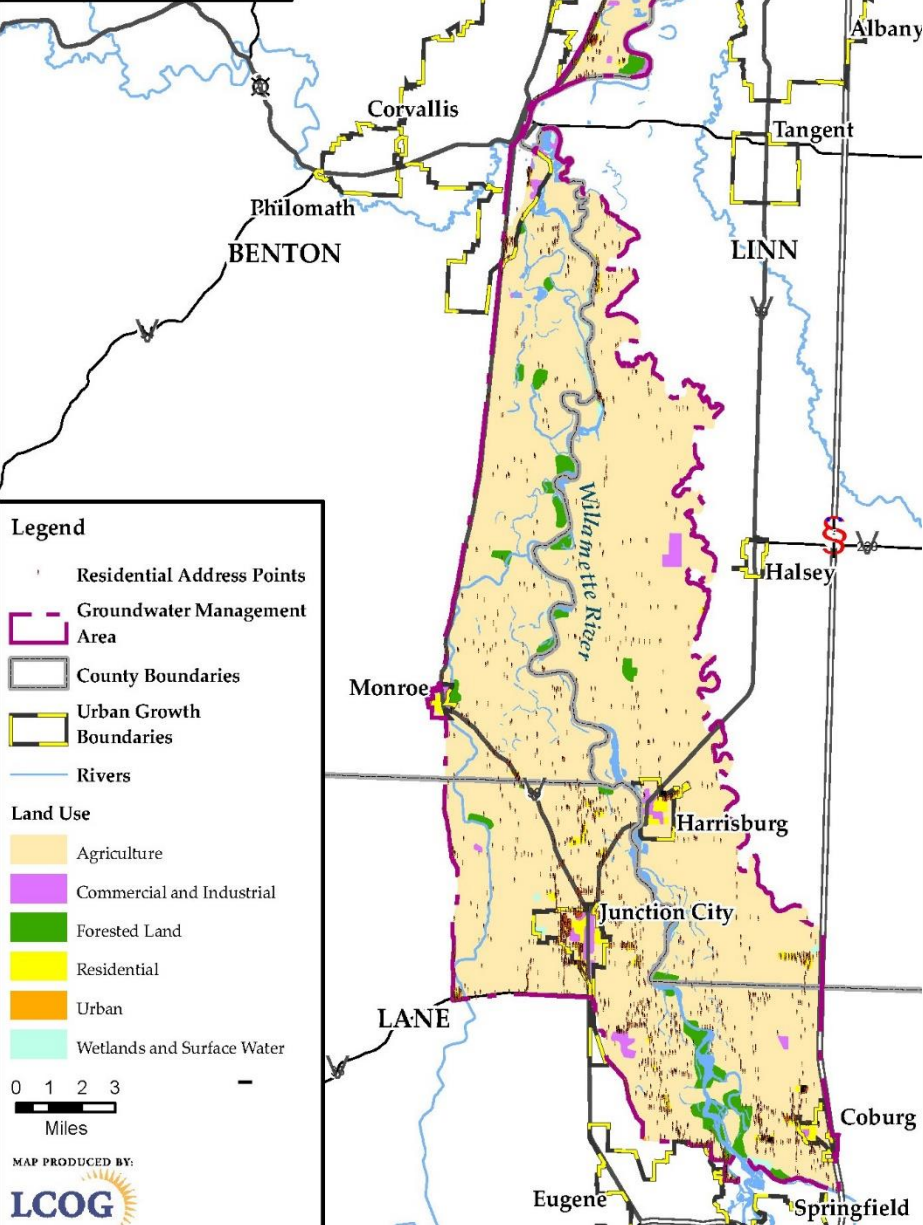 Albany
Corvallis
Tangent
Philomath
BENTON
LINN
Willamette River
Halsey
Monroe
Harrisburg
Junction City
LANE
Coburg
Eugene
Springfield
Legend
Residential Address Points
Groundwater Management
Area
County Boundaries
Urban Growth
Boundaries
Rivers
Land Use
Agriculture
Commercial and Industrial
Forested Land
Residential
Urban
Wetlands and Surface Water
0 1 2 3
Miles
MAP PRODUCED BY:
LCOG